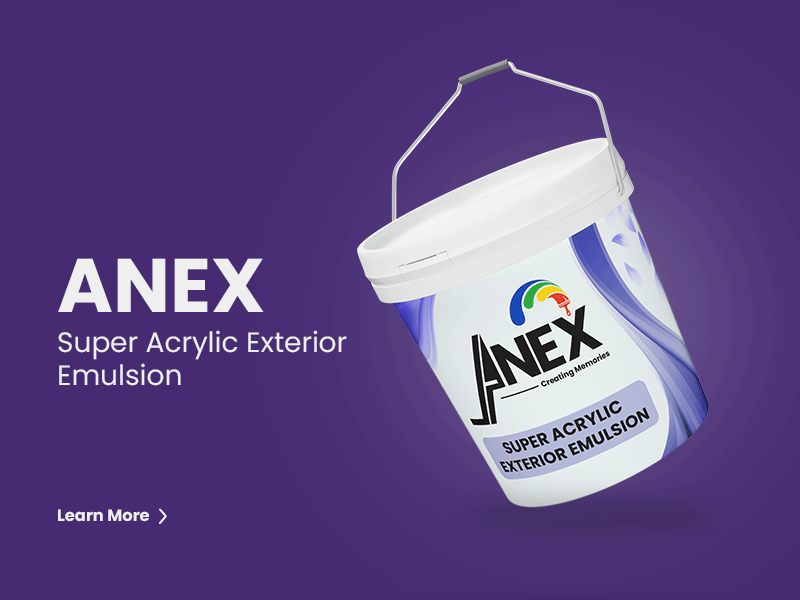 ANEX
Super Acrylic Exterior
Emulsion
Learn More
ANEX
Creating Memories
SUPER ACRYLIC
EXTERIOR EMULSION